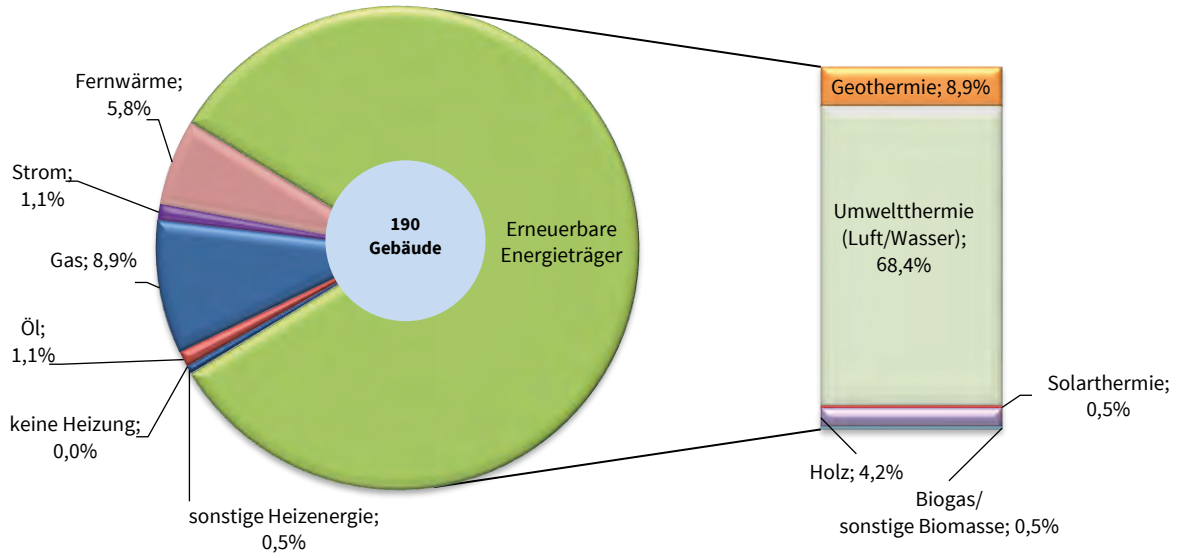 Fernwärme;
5,8%
Strom;
1,1%
Gas; 8,9%
Öl;
1,1%
keine Heizung;
0,0%
sonstige Heizenergie;
0,5%
190
Gebäude
Erneuerbare
Energieträger
Geothermie; 8,9%
Umweltthermie
(Luft/Wasser);
68,4%
Solarthermie;
0,5%
Holz; 4,2%
Biogas/
sonstige Biomasse; 0,5%